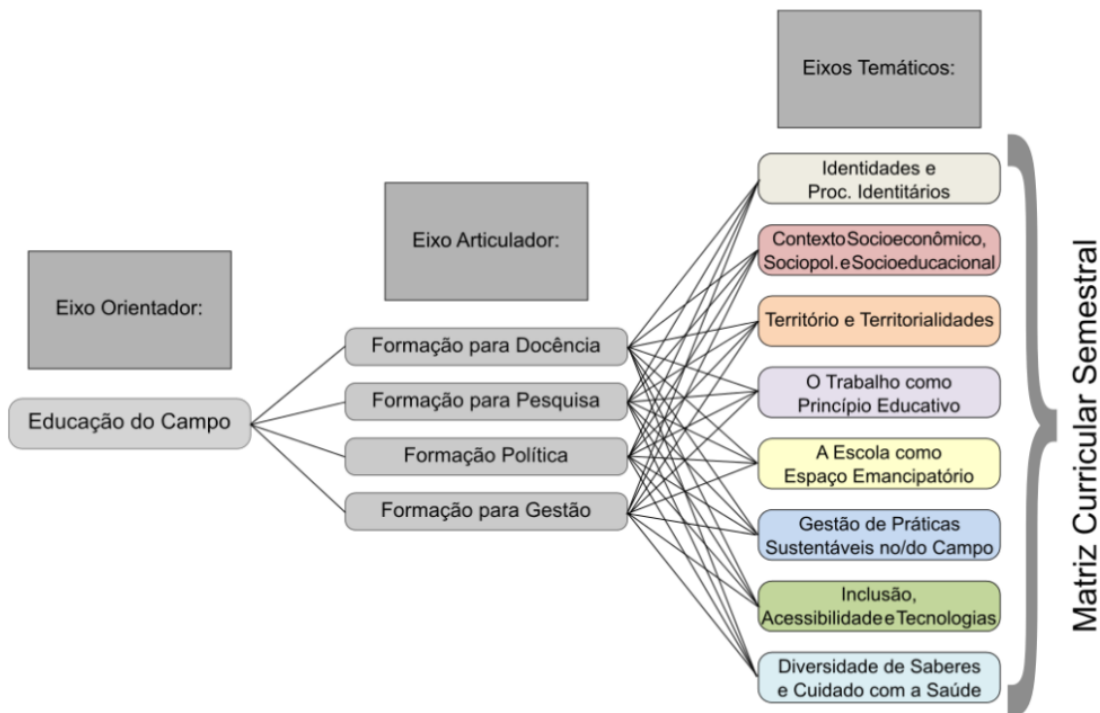 Eixo Orientador:
Educação do Campo
Eixo Articulador:
Formação para Docência
Formação para Pesquisa
Formação Política
Formação para Gestão
Eixos Temáticos:
Identidades e
Proc. Identitários
Contexto Socioeconômico,
Sociopol. e Socioeducacional
Território e Territorialidades
O Trabalho como
Princípio Educativo
A Escola como
Espaço Emancipatório
Gestão de Práticas
Sustentáveis no/do Campo
Inclusão,
Acessibilidade e Tecnologias
Diversidade de Saberes
e Cuidado com a Saúde
Matriz Curricular Semestral